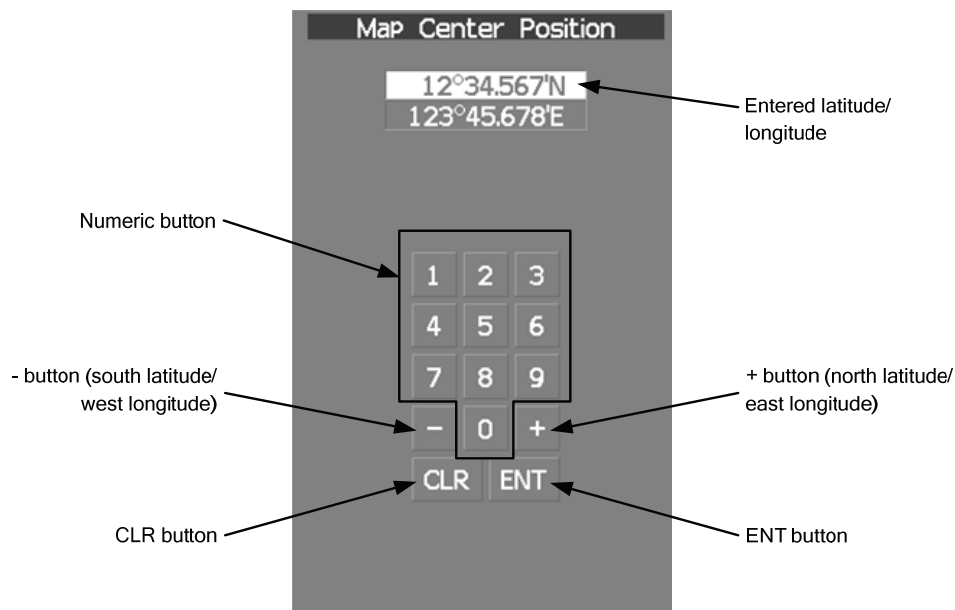 Map Center Position
12°34.567'N
123°45.678'E
Entered latitude/
longitude
Numeric button
1 2 3
4 5 6
7 8 9
- button (south latitude/
west longitude)
+ button (north latitude/
east longitude)
- 0 +
CLR ENT
CLR button
ENT button